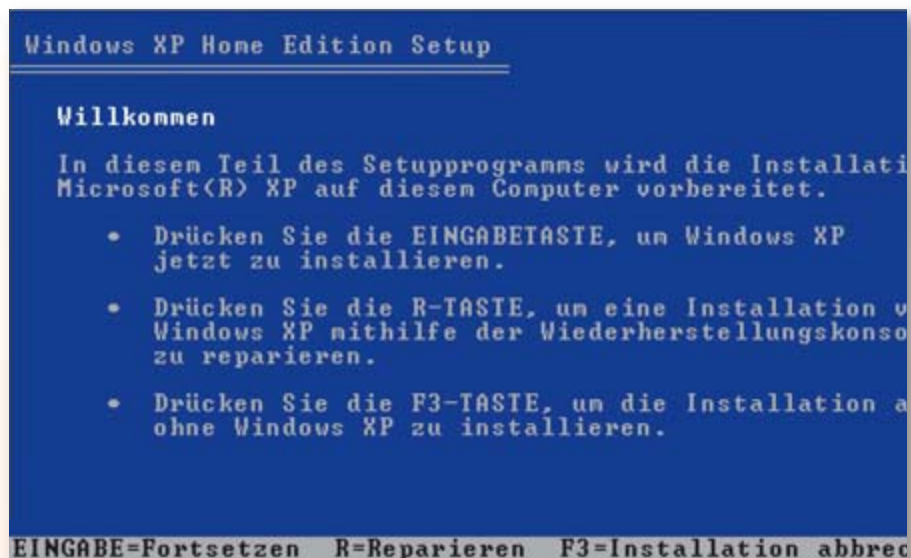 Windows XP Home Edition Setup
Willkommen
In diesem Teil des Setupprogramms wird die Installati
Microsoft(R) XP auf diesem Computer vorbereitet.
• Drücken Sie die EINGABETASTE, um Windows XP
jetzt zu installieren.
• Drücken Sie die R-TASTE, um eine Installation v
Windows XP mithilfe der Wiederherstellungskonso
zu reparieren.
• Drücken Sie die F3-TASTE, um die Installation a
ohne Windows XP zu installieren.
EINGABE=Fortsetzen R=Reparieren F3=Installation abbrec